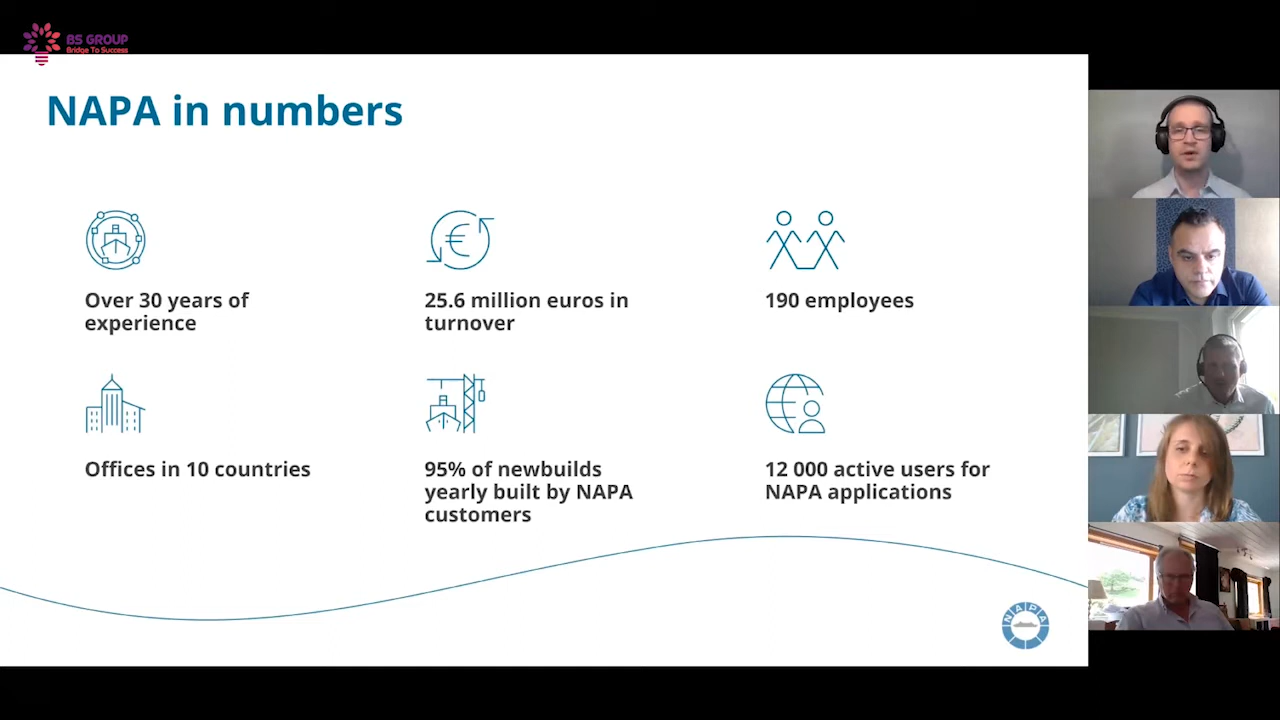 BS GROUP
Bridge To Success
NAPA in numbers
Over 30 years of
experience
25.6 million euros in
turnover
190 employees
Offices in 10 countries
95% of newbuilds
yearly built by NAPA
customers
12 000 active users for
NAPA applications
NAPA